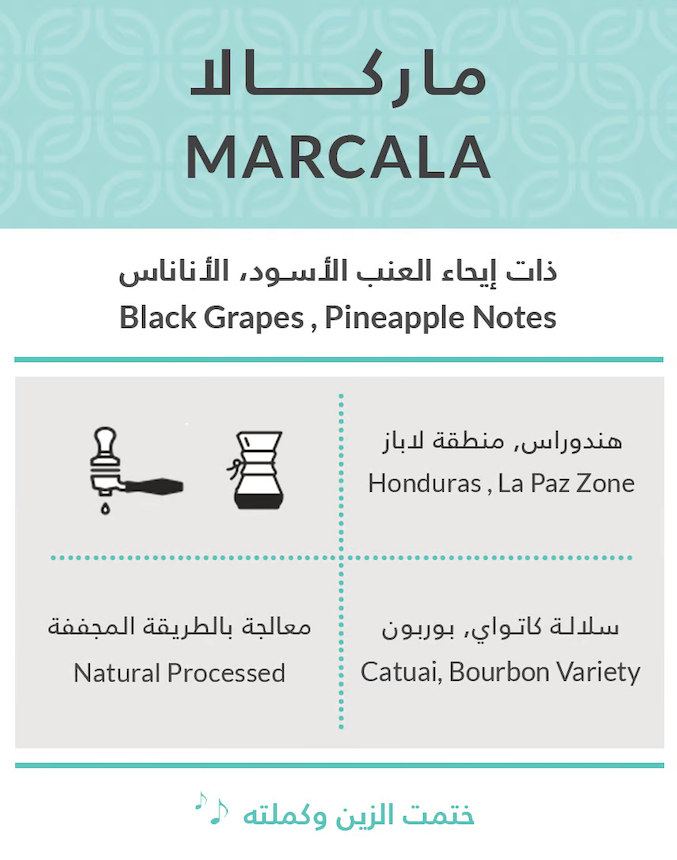 ماركـــــالا
MARCALA
ذات إيحاء العنب الأسود، الأناناس
Black Grapes , Pineapple Notes
هندوراس, منطقة لاباز
Honduras , La Paz Zone
معالجة بالطريقة المجففة
Natural Processed
سلالة كاتواي, بوربون
Catuai, Bourbon Variety
ختمت الزين وكملته ♪♪